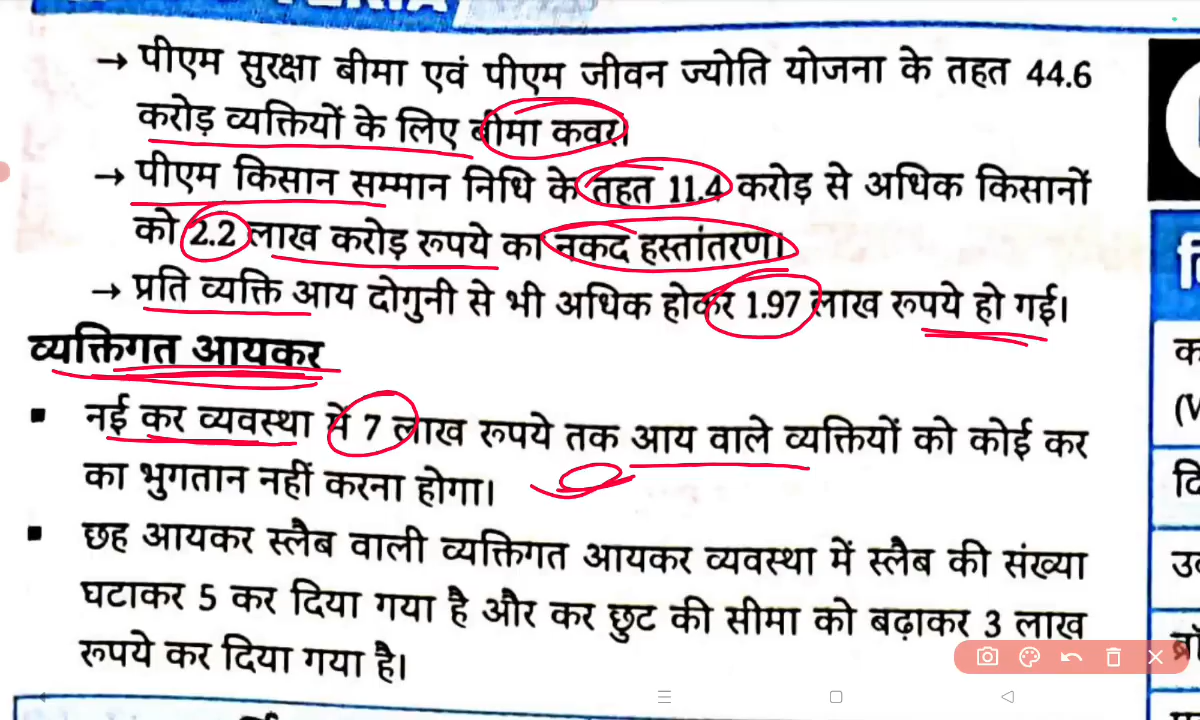 → पीएम सुरक्षा बीमा एवं पीएम जीवन ज्योति योजना के तहत 44.6
करोड़ व्यक्तियों के लिए बीमा कवर।
→ पीएम किसान सम्मान निधि के तहत 11.4 करोड़ से अधिक किसानों
को 2.2 लाख करोड़ रूपये का नकद हस्तांतरण।
→ प्रति व्यक्ति आय दोगुनी से भी अधिक होकर 1.97 लाख रूपये हो गई।
व्यक्तिगत आयकर
▪ नई कर व्यवस्था में 7 लाख रूपये तक आय वाले व्यक्तियों को कोई कर
का भुगतान नहीं करना होगा।
▪ छह आयकर स्लैब वाली व्यक्तिगत आयकर व्यवस्था में स्लैब की संख्या
घटाकर 5 कर दिया गया है और कर छुट की सीमा को बढ़ाकर 3 लाख
रूपये कर दिया गया है।